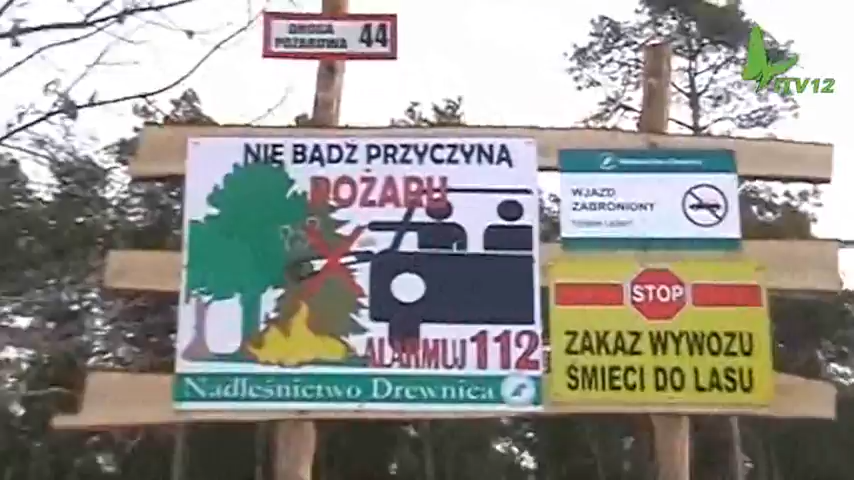 DROGA
POŻAROWA 44
iTV12
NIE BĄDŹ PRZYCZYNĄ
POŻARU
ALARMUJ 112
Nadleśnictwo Drewnica
WJAZD
ZABRONIONY
STOP
ZAKAZ WYWOZU
ŚMIECI DO LASU